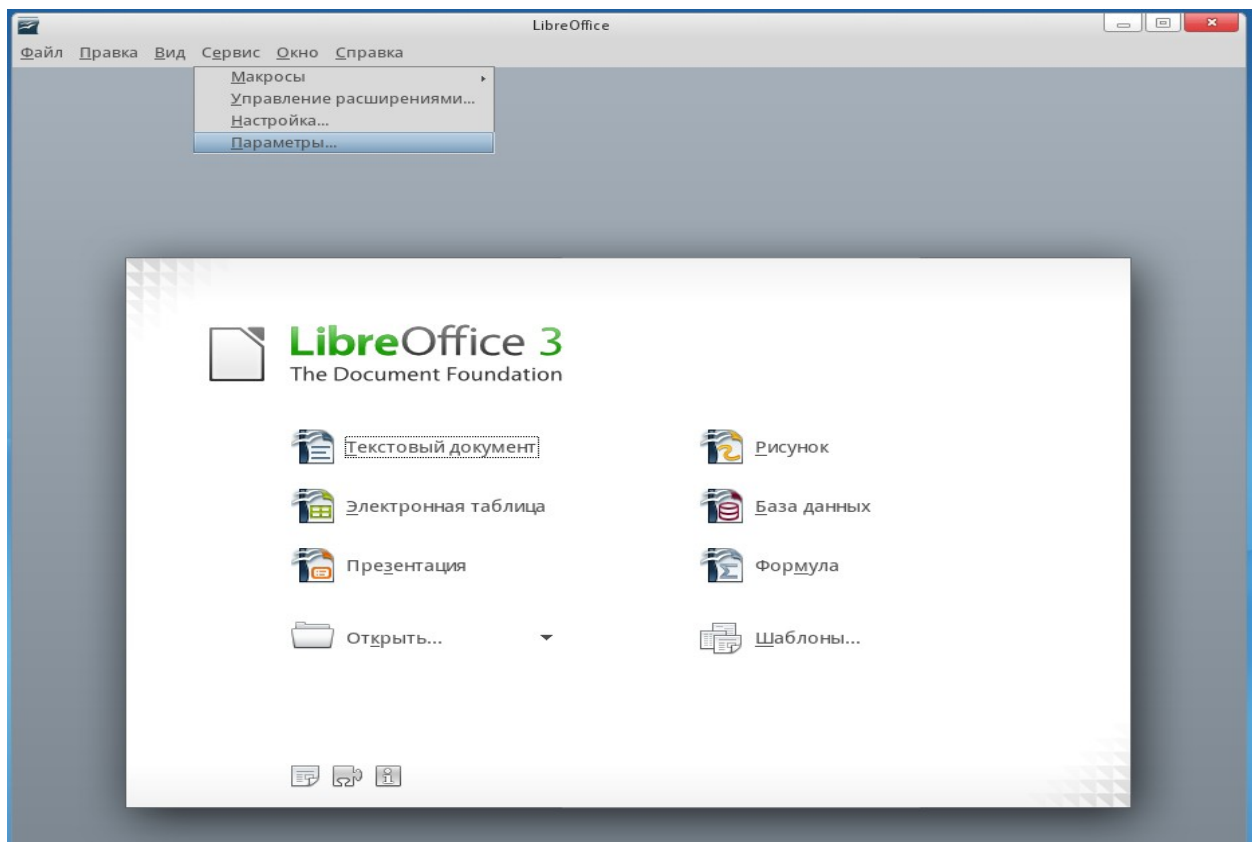 LibreOffice
Файл Правка Вид Сервис Окно Справка
Макросы
Управление расширениями...
Настройка...
Параметры...
LibreOffice 3
The Document Foundation
Текстовый документ
Рисунок
Электронная таблица
База данных
Презентация
Формула
Открыть...
Шаблоны...